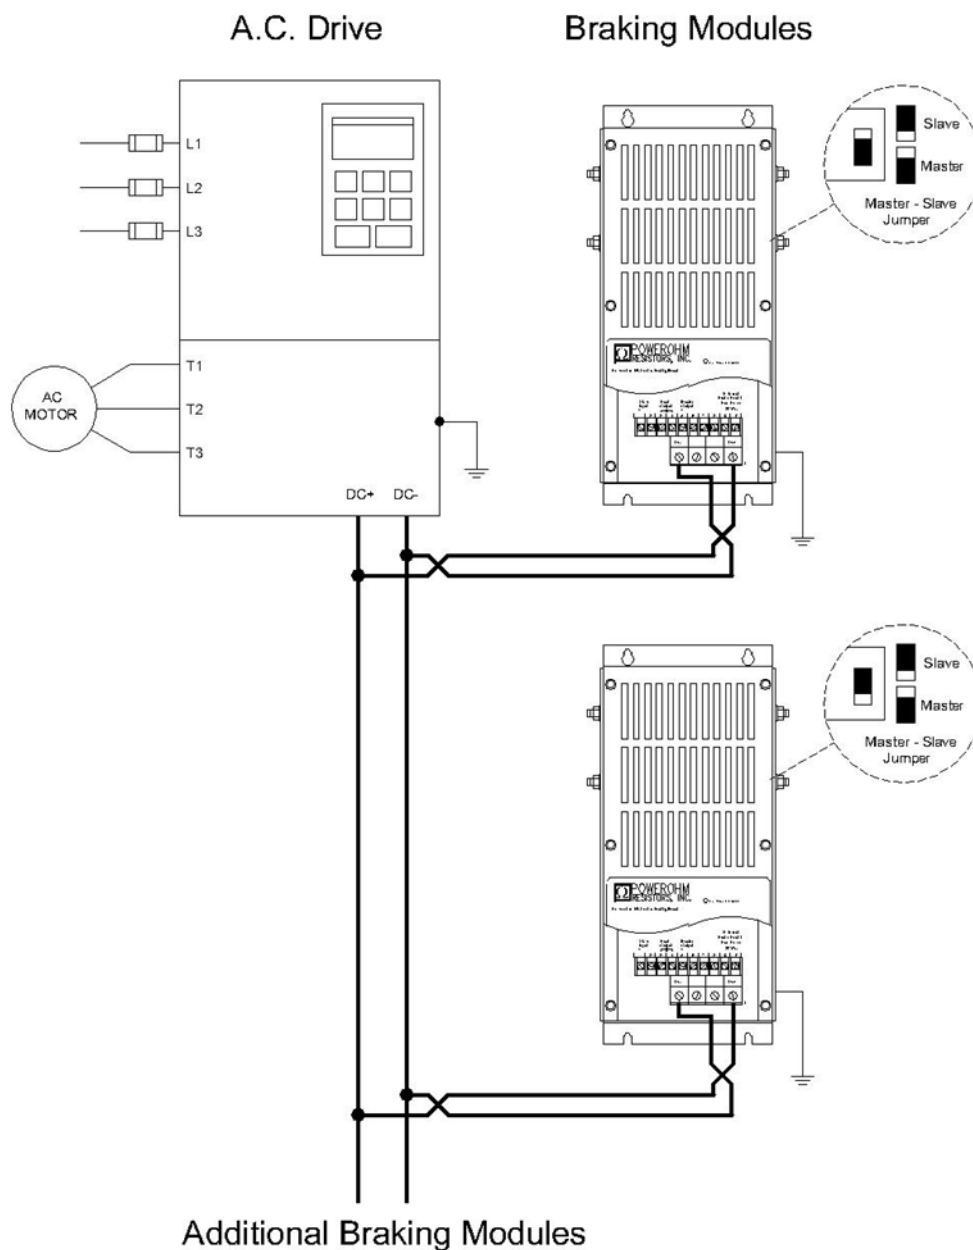 A.C. Drive
Braking Modules
L1
L2
L3
Slave
Master
Master - Slave
Jumper
POWEROHM
RESISTORS, INC.
T1
AC
MOTOR
T2
T3
DC+ DC-
Slave
Master
Master - Slave
Jumper
POWEROHM
RESISTORS, INC.
Additional Braking Modules